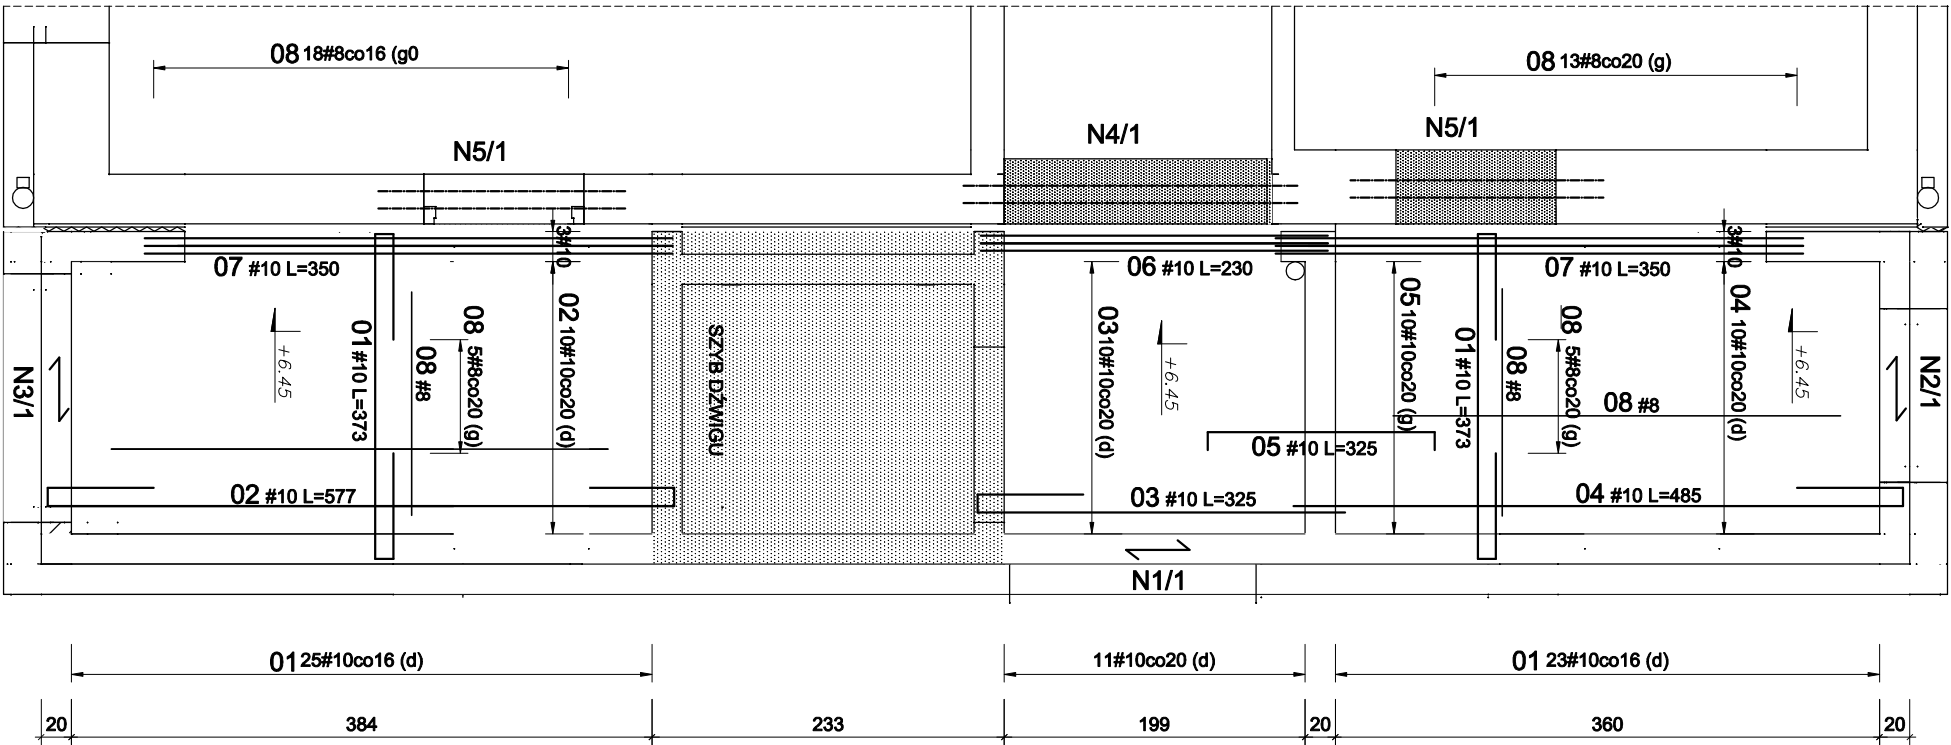 08 18#8co16 (g0
08 13#8co20 (g)
N5/1
N4/1
N5/1
3#10
3#10
07 #10 L=350
06 #10 L=230
07 #10 L=350
+6.45
01 #10 L=373
08 #8
08 5#8co20 (g)
02 10#10co20 (d)
SZYB DŹWIGU
03 10#10co20 (d)
+6.45
05 10#10co20 (g)
01 #10 L=373
08 #8
08 5#8co20 (g)
08 #8
04 10#10co20 (d)
+6.45
N3/1
N2/1
05 #10 L=325
02 #10 L=577
03 #10 L=325
04 #10 L=485
N1/1
01 25#10co16 (d)
11#10co20 (d)
01 23#10co16 (d)
20
384
233
199
20
360
20